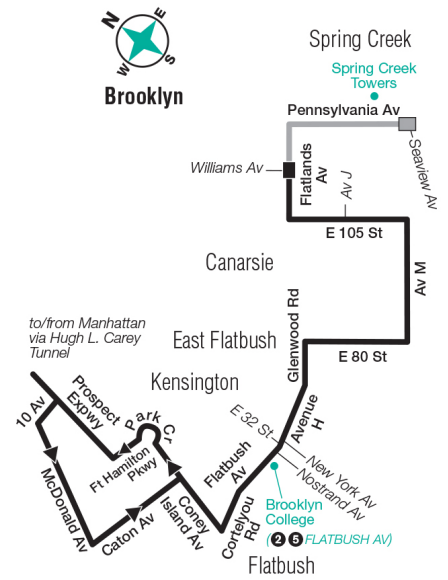 N
E
W
S
Brooklyn
Spring Creek
Spring Creek
Towers
Pennsylvania Av
Seaview Av
Williams Av
Flatlands
Av
Av J
E 105 St
Canarsie
Av M
to/from Manhattan
via Hugh L. Carey
Tunnel
East Flatbush
Glenwood Rd
E 80 St
Kensington
10 Av
Prospect
Expwy
Park Cr
Ft Hamilton
Pkwy
E 32 St
Avenue
H
McDonald Av
Caton Av
Coney
Island Av
Flatbush
Av
Cortelyou
Rd
New York Av
Nostrand Av
Brooklyn
College
(2 5 FLATBUSH AV)
Flatbush